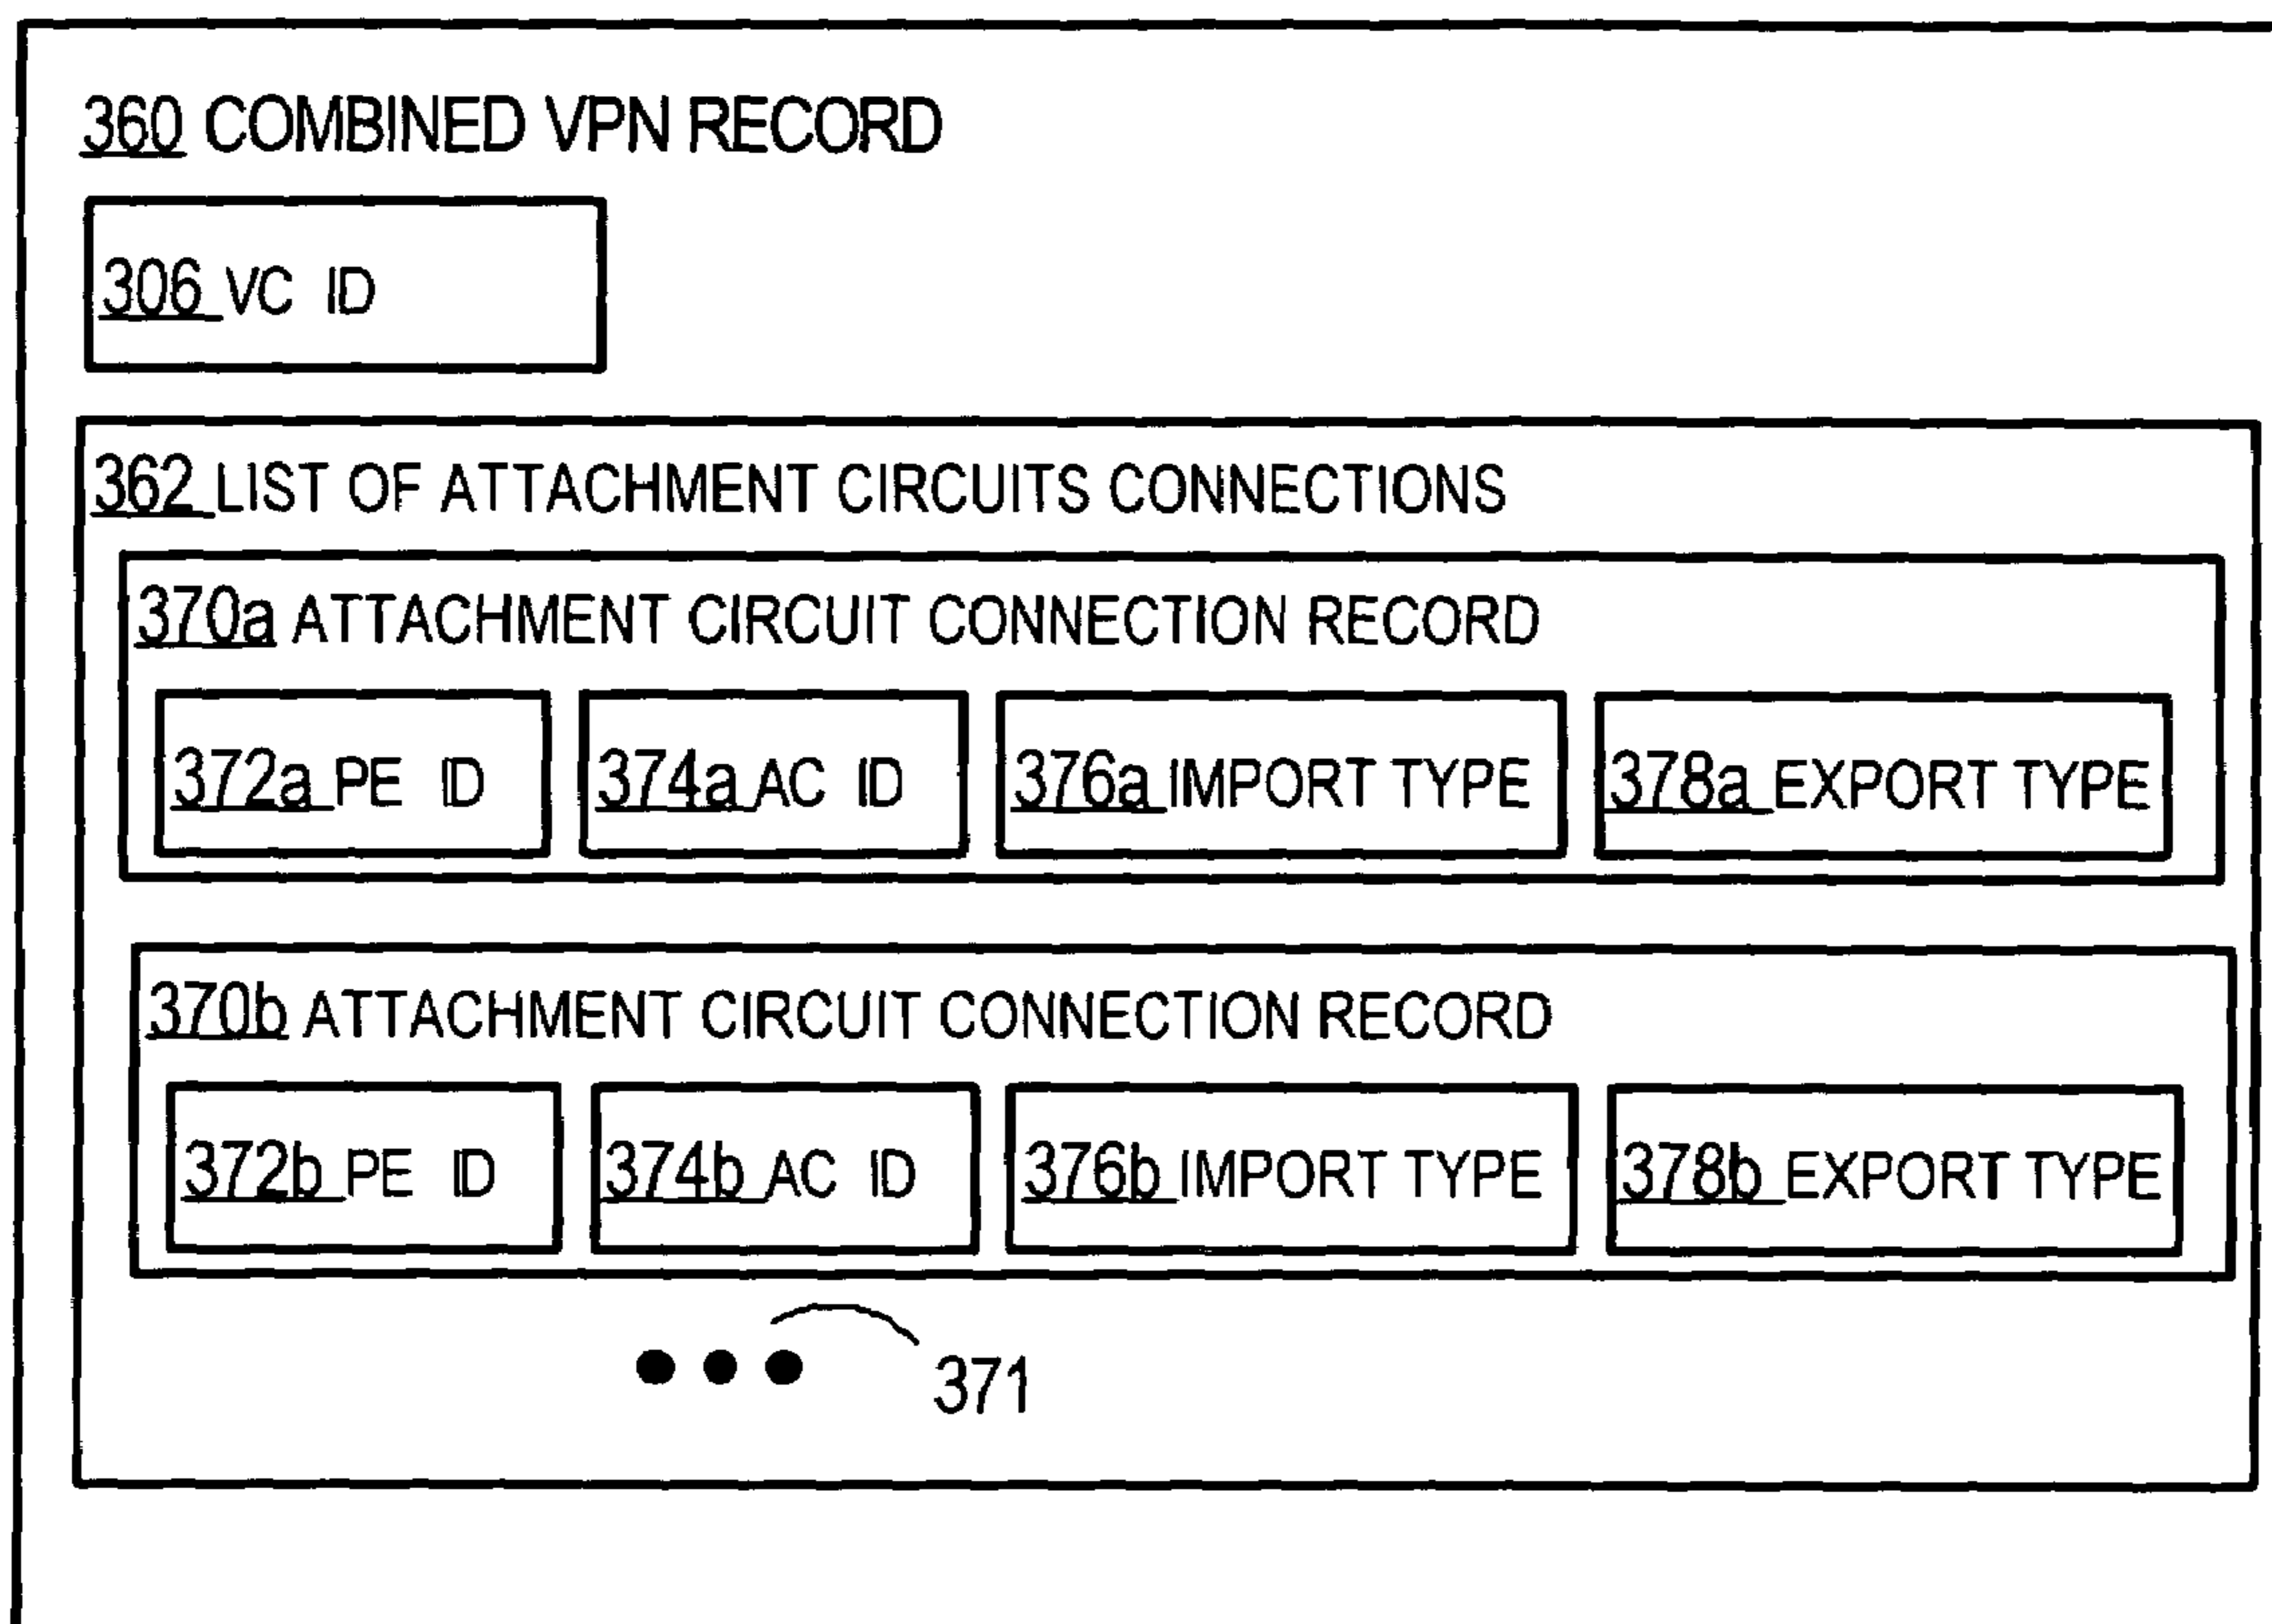 360 COMBINED VPN RECORD
306 VC ID
362 LIST OF ATTACHMENT CIRCUITS CONNECTIONS
370a ATTACHMENT CIRCUIT CONNECTION RECORD
372a PE ID 374a AC ID 376a IMPORT TYPE 378a EXPORT TYPE
370b ATTACHMENT CIRCUIT CONNECTION RECORD
372b PE ID 374b AC ID 376b IMPORT TYPE 378b EXPORT TYPE
371